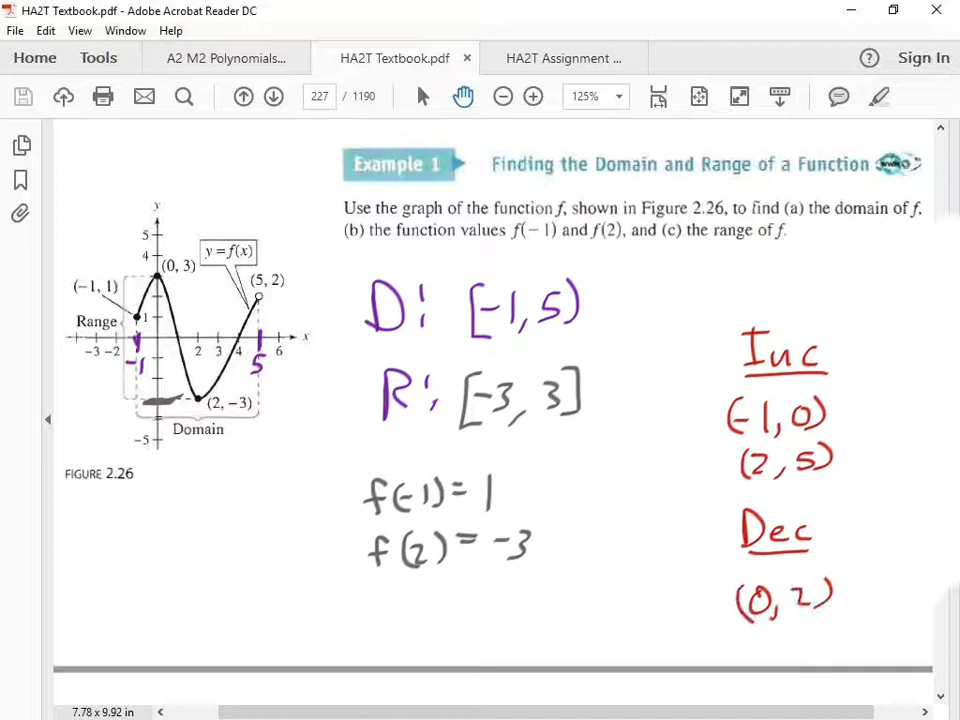 HA2T Textbook.pdf - Adobe Acrobat Reader DC
File Edit View Window Help
Home Tools A2 M2 Polynomials... HA2T Textbook.pdf × HA2T Assignment ... Sign In
227 / 1190 125%
Example 1 Finding the Domain and Range of a Function
Use the graph of the function f, shown in Figure 2.26, to find (a) the domain of f,
(b) the function values f(−1) and f(2), and (c) the range of f.
y
5
4
y = f(x)
(0, 3)
(5, 2)
(−1, 1)
1
Range
x
−3 −2 2 3 4 6
-1 5
(2, −3)
Domain
−5
FIGURE 2.26
D: [-1, 5)
R: [-3, 3]
f(-1) = 1
f(2) = -3
Inc
(-1, 0)
(2, 5)
Dec
(0, 2)
7.78 x 9.92 in